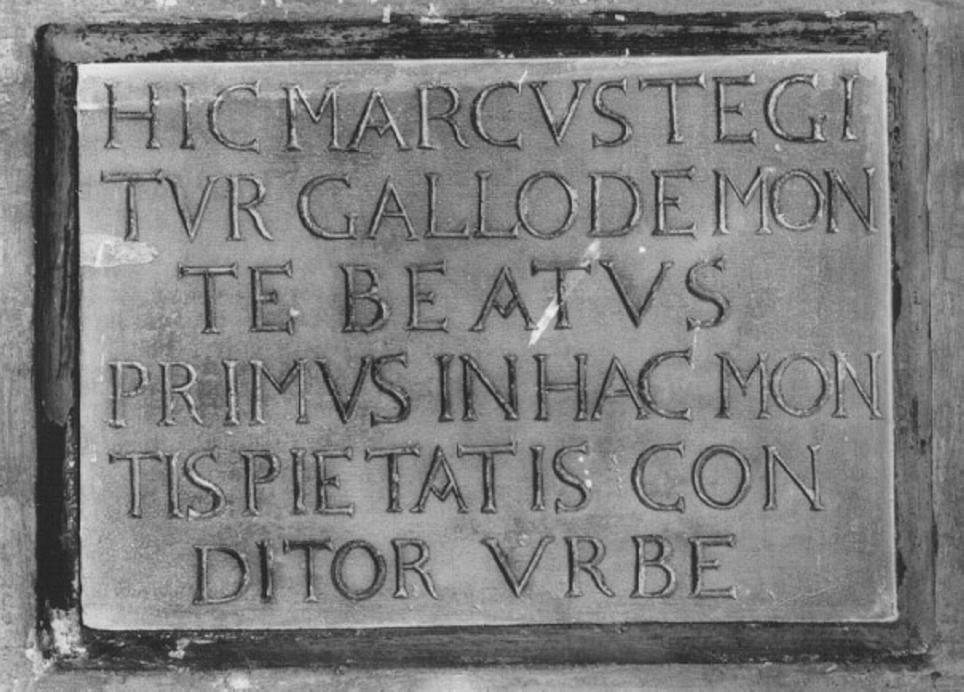 HIC MARCVS TEGI
TVR GALLO DE MON
TE BEATVS
PRIMVS IN HAC MON
TIS PIETATIS CON
DITOR VRBE